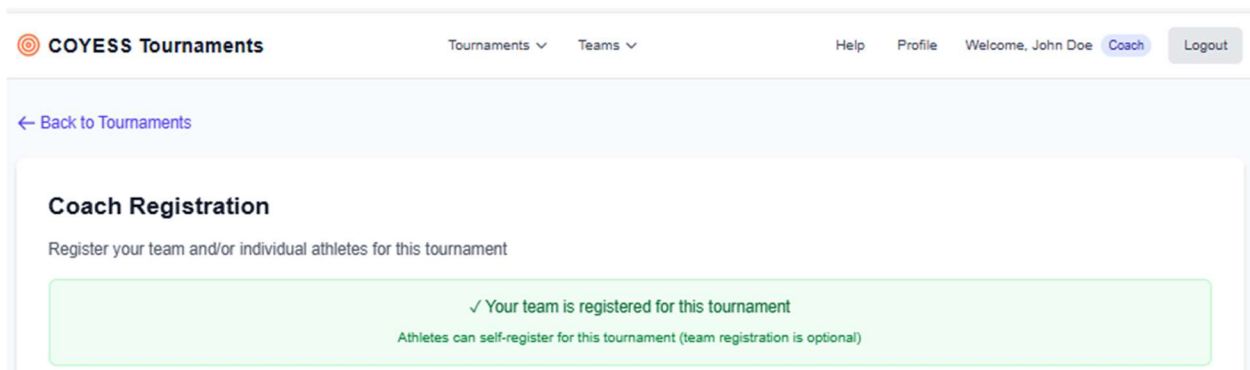 COYESS Tournaments Tournaments Teams Help Profile Welcome, John Doe Coach Logout
← Back to Tournaments
Coach Registration
Register your team and/or individual athletes for this tournament
✓ Your team is registered for this tournament
Athletes can self-register for this tournament (team registration is optional)